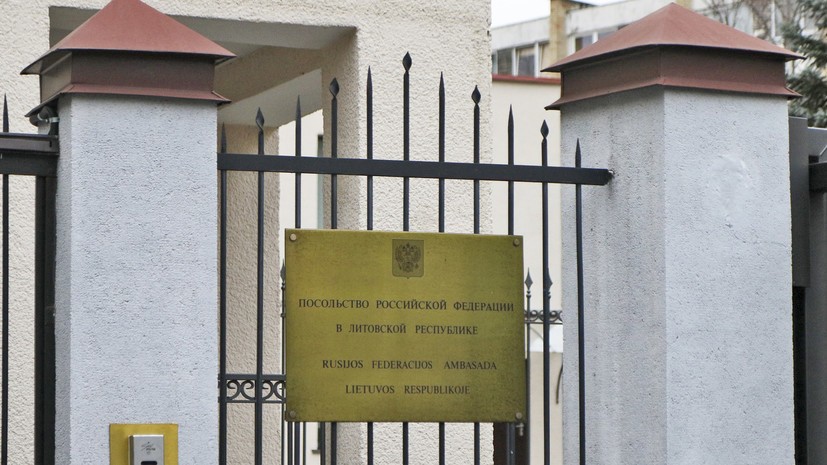 ПОСОЛЬСТВО РОССИЙСКОЙ ФЕДЕРАЦИИ
В ЛИТОВСКОЙ РЕСПУБЛИКЕ
RUSIJOS FEDERACIJOS AMBASADA
LIETUVOS RESPUBLIKOJE